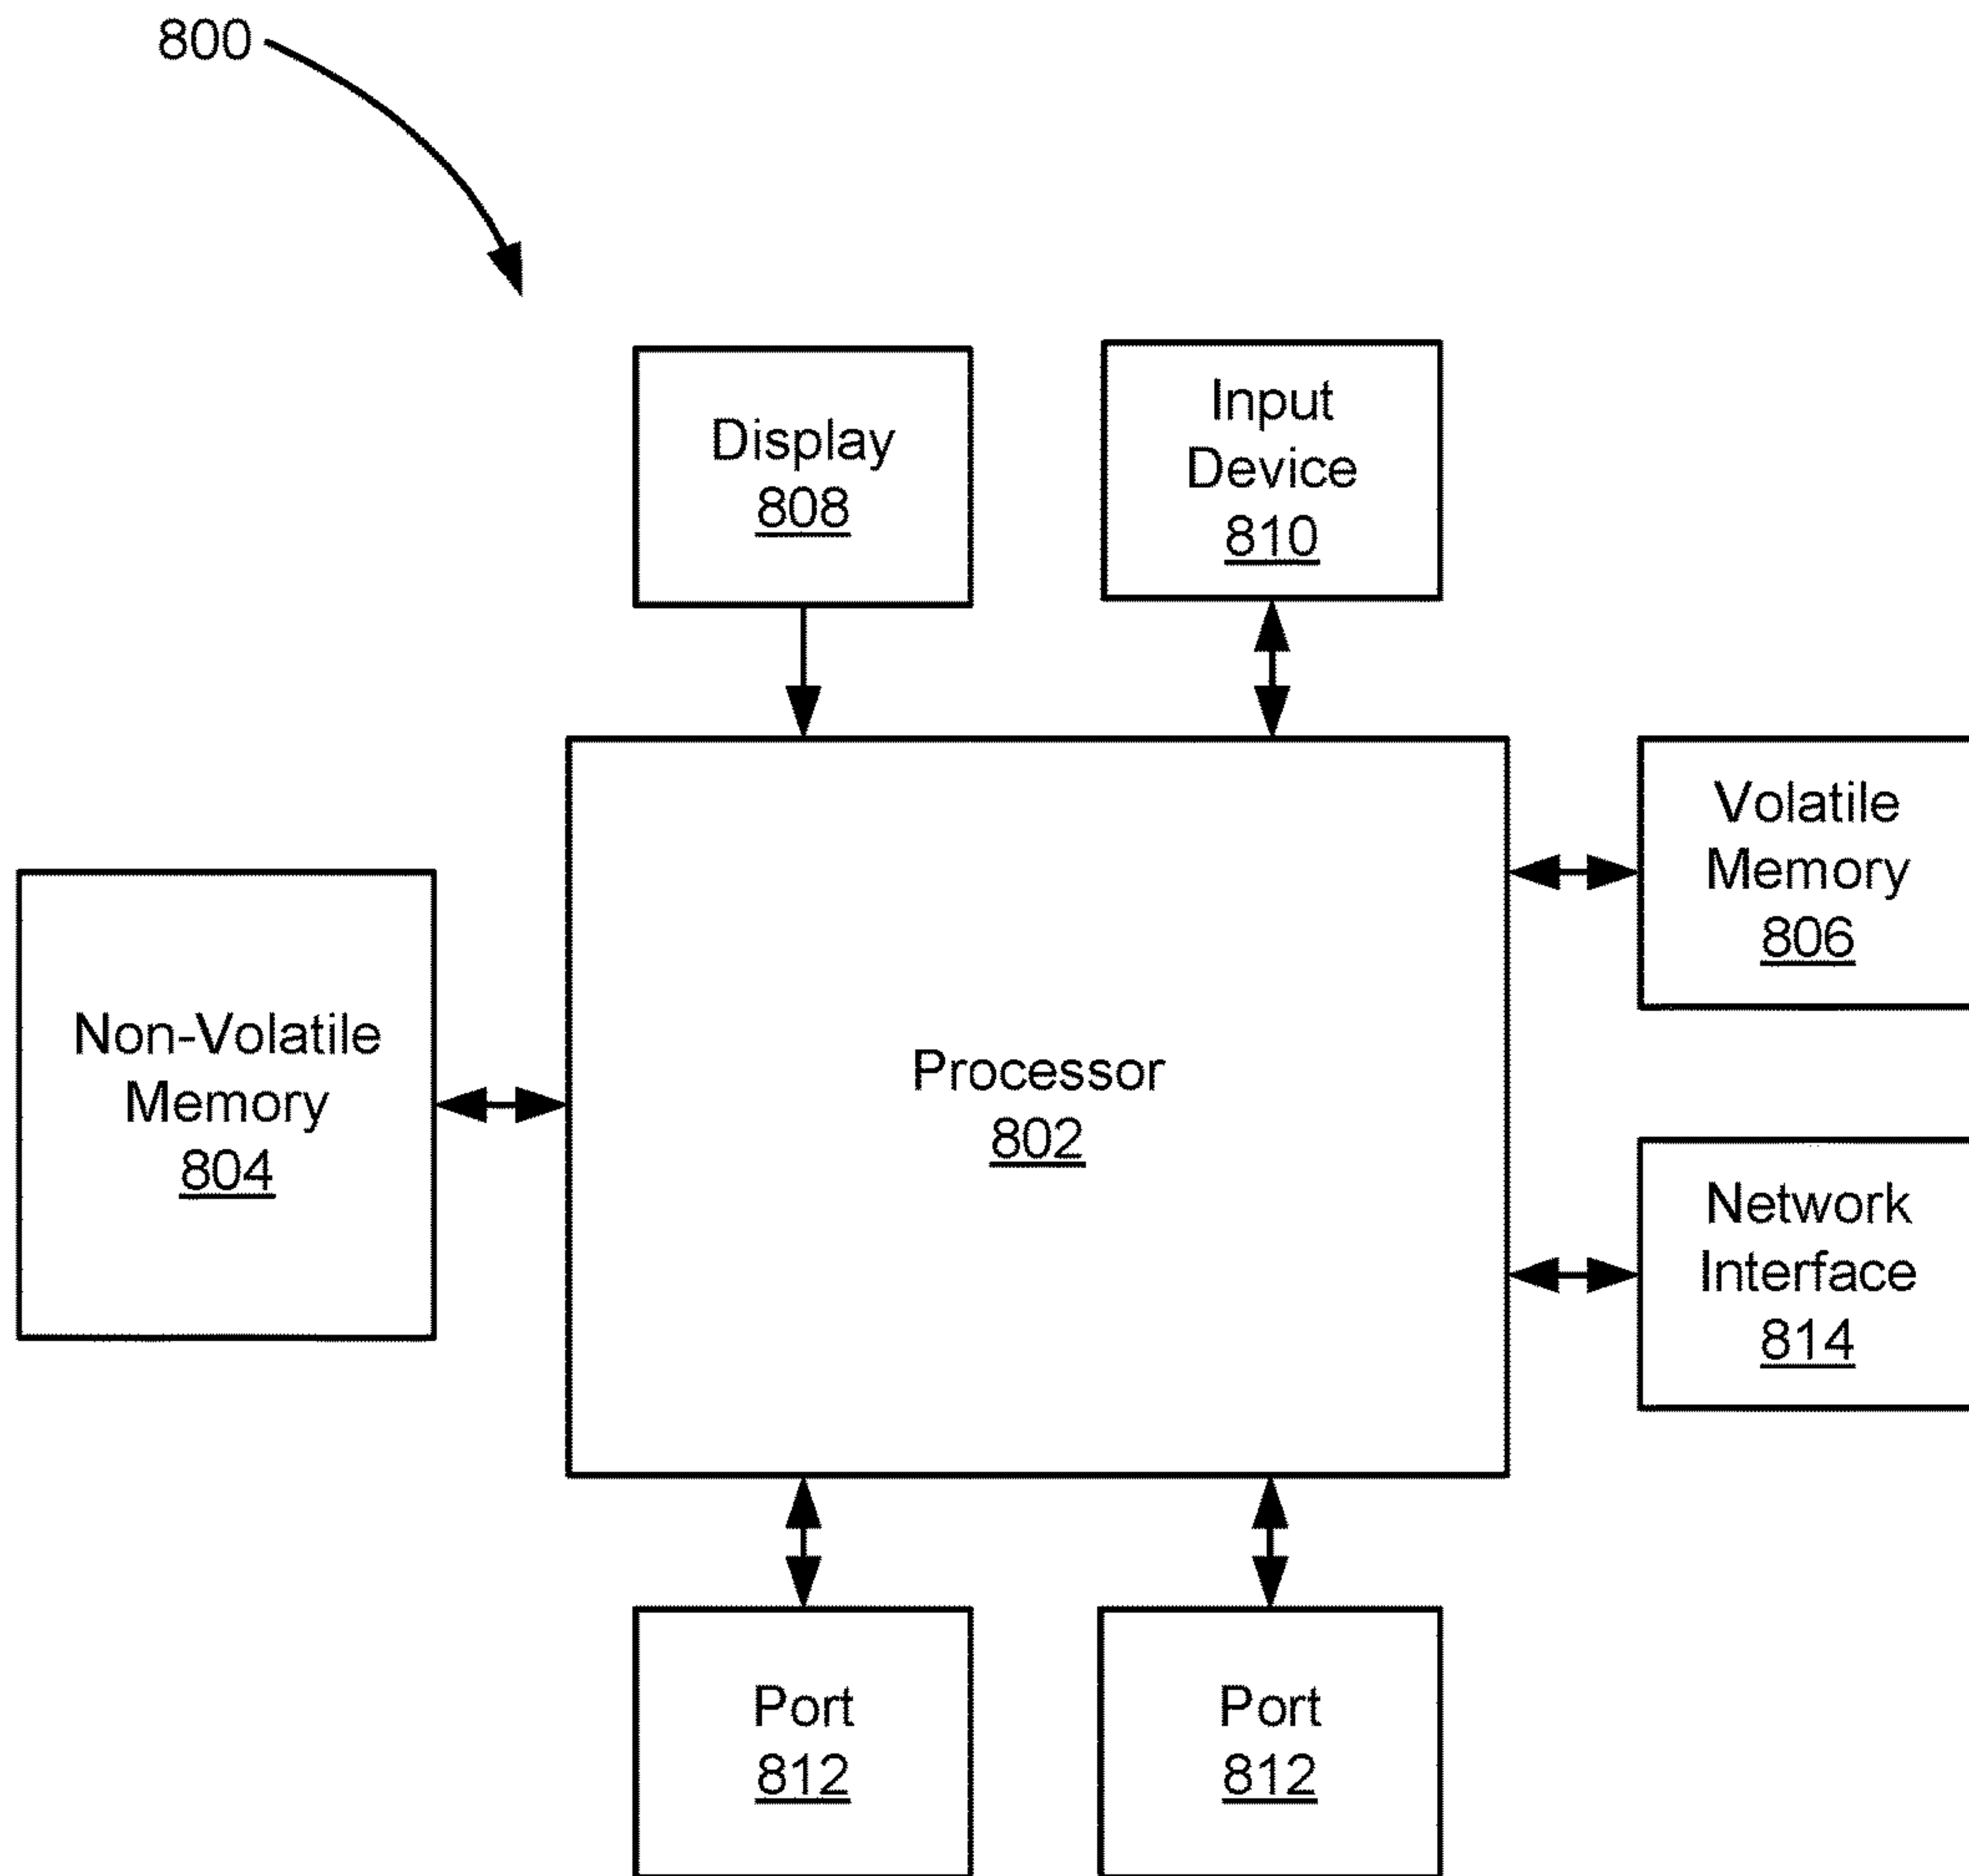 800
Display
808
Input
Device
810
Volatile
Memory
806
Non-Volatile
Memory
804
Processor
802
Network
Interface
814
Port
812
Port
812